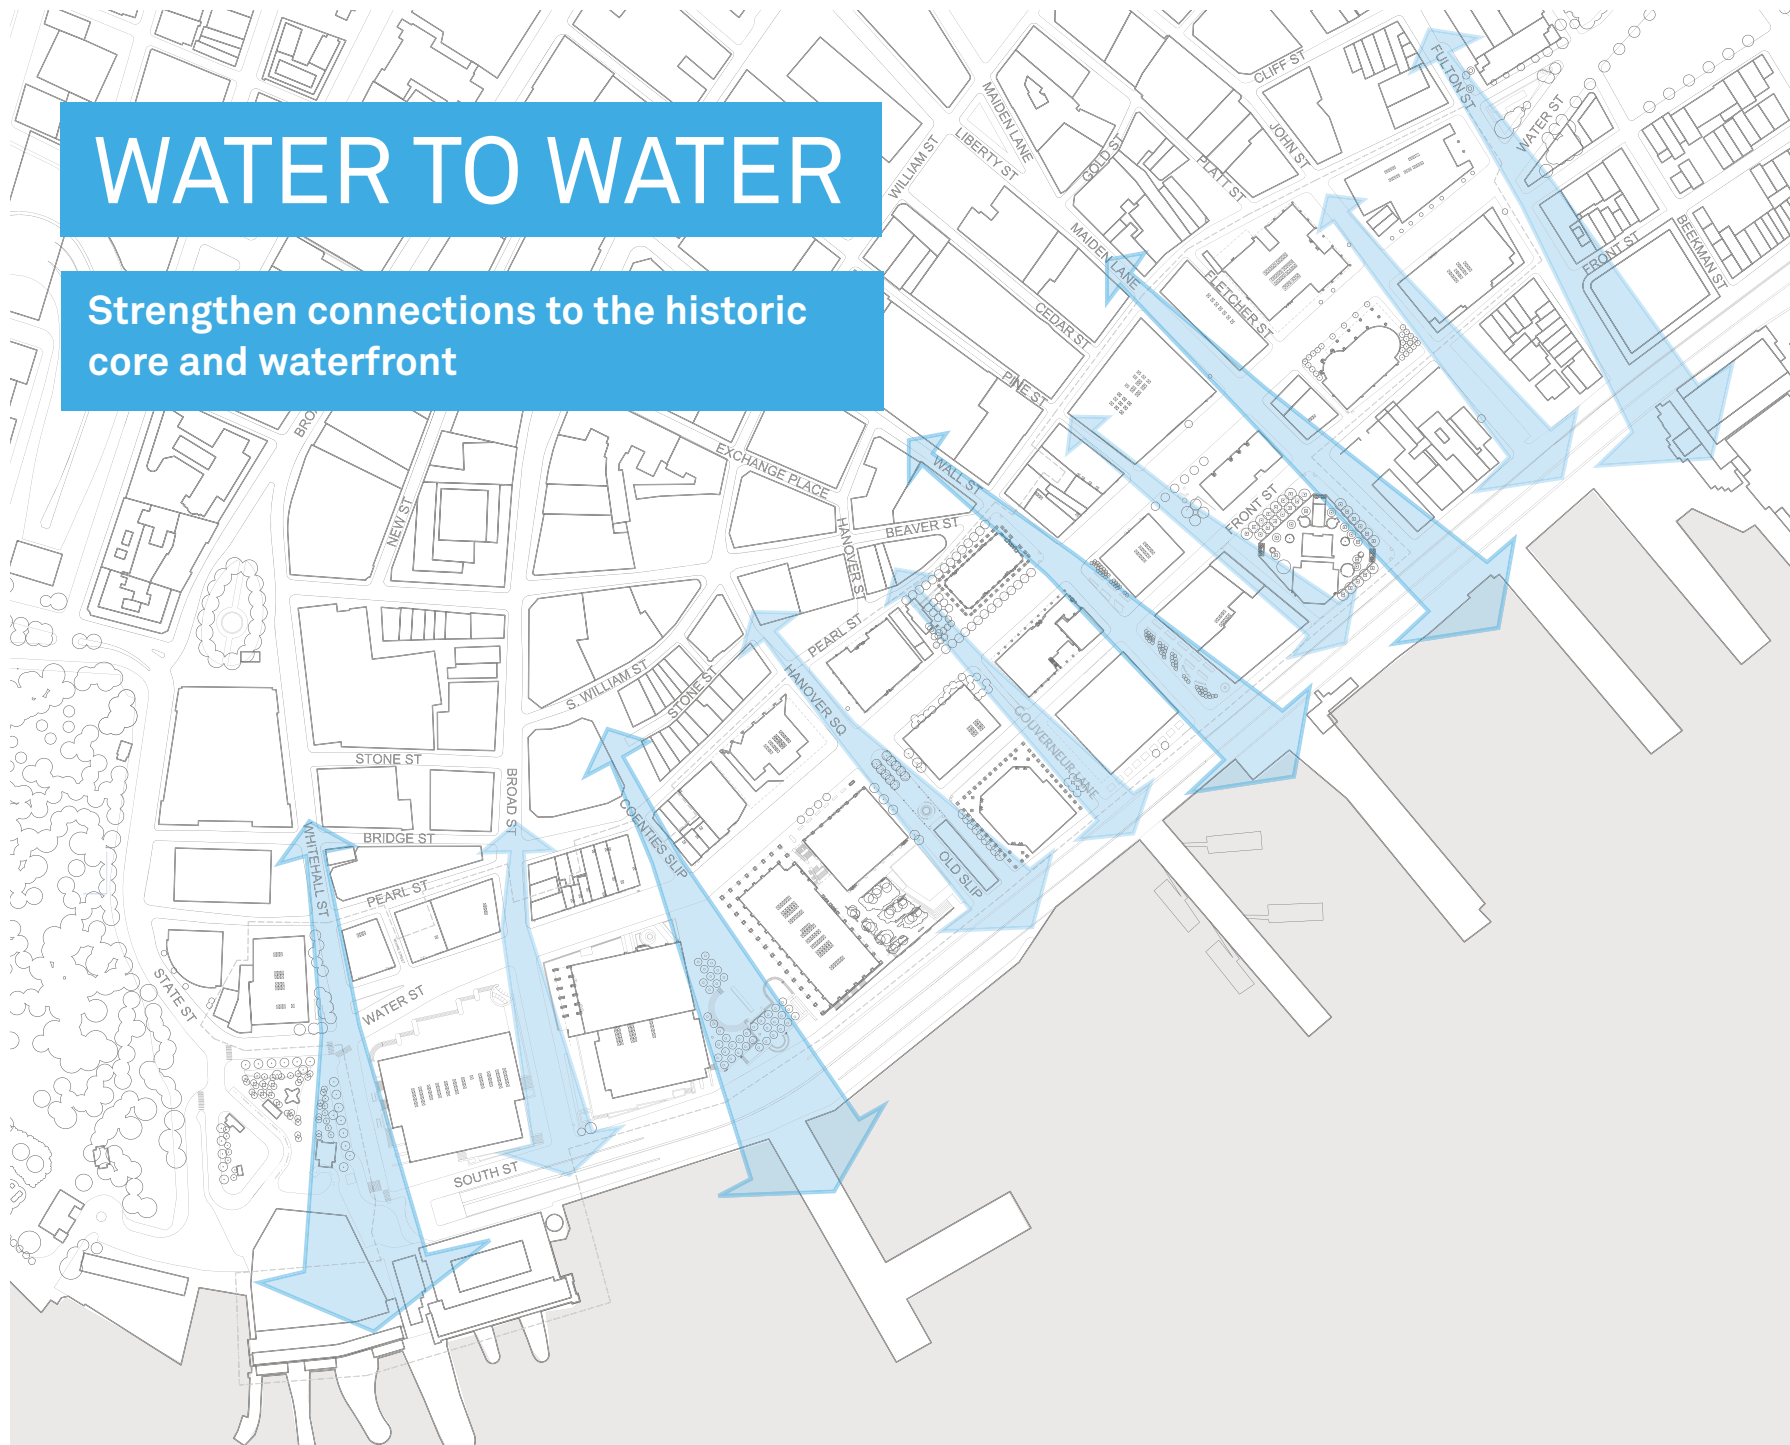 WATER TO WATER
Strengthen connections to the historic
core and waterfront
CLIFF ST
FULTON ST
WATER ST
MAIDEN LANE
LIBERTY ST
WILLIAM ST
GOLD ST
PLATT ST
JOHN ST
MAIDEN LANE
FLETCHER ST
FRONT ST
BEEKMAN ST
CEDAR ST
PINE ST
BRO
EXCHANGE PLACE
WALL ST
NEW ST
HANOVER ST
BEAVER ST
FRONT ST
PEARL ST
S. WILLIAM ST
STONE ST
HANOVER SQ
GOUVERNEUR LANE
STONE ST
BROAD ST
BRIDGE ST
WHITEHALL ST
COENTIES SLIP
OLD SLIP
PEARL ST
STATE ST
WATER ST
SOUTH ST